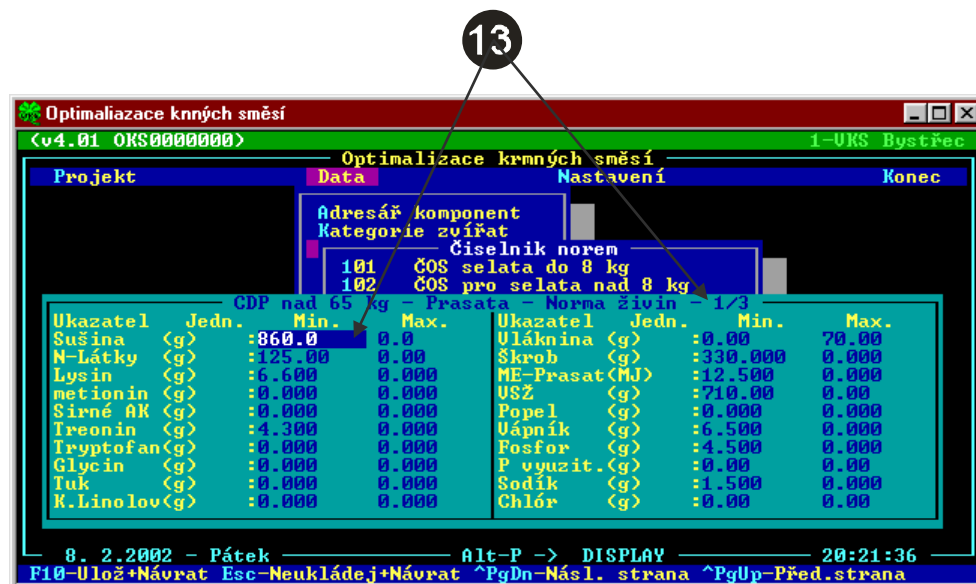 13
Optimaliazace knných směsí
(v4.01 OKS0000000) 1-VKS Bystřec
Optimalizace krmných směsí
Projekt Data Nastavení Konec
Adresář komponent
Kategorie zvířat
Čiselnik norem
101 ČOS selata do 8 kg
102 ČOS pro selata nad 8 kg
CDP nad 65 kg - Prasata - Norma živin - 1/3
Ukazatel Jedn. Min. Max. Ukazatel Jedn. Min. Max.
Sušina (g) :860.0 0.0 Vláknina (g) :0.00 70.00
N-Látky (g) :125.00 0.00 Škrob (g) :330.000 0.000
Lysin (g) :6.600 0.000 ME-Prasat(MJ) :12.500 0.000
metionin (g) :0.000 0.000 VSŽ (g) :710.00 0.00
Sirné AK (g) :0.000 0.000 Popel (g) :0.000 0.000
Treonin (g) :4.300 0.000 Vápník (g) :6.500 0.000
Tryptofan(g) :0.000 0.000 Fosfor (g) :4.500 0.000
Glycin (g) :0.000 0.000 P vyuzit.(g) :0.00 0.00
Tuk (g) :0.000 0.000 Sodík (g) :1.500 0.000
K.Linolov(g) :0.000 0.000 Chlór (g) :0.00 0.00
8. 2.2002 - Pátek Alt-P -> DISPLAY 20:21:36
F10-Ulož+Návrat Esc-Neukládej+Návrat ^PgDn-Násl. strana ^PgUp-Před.strana